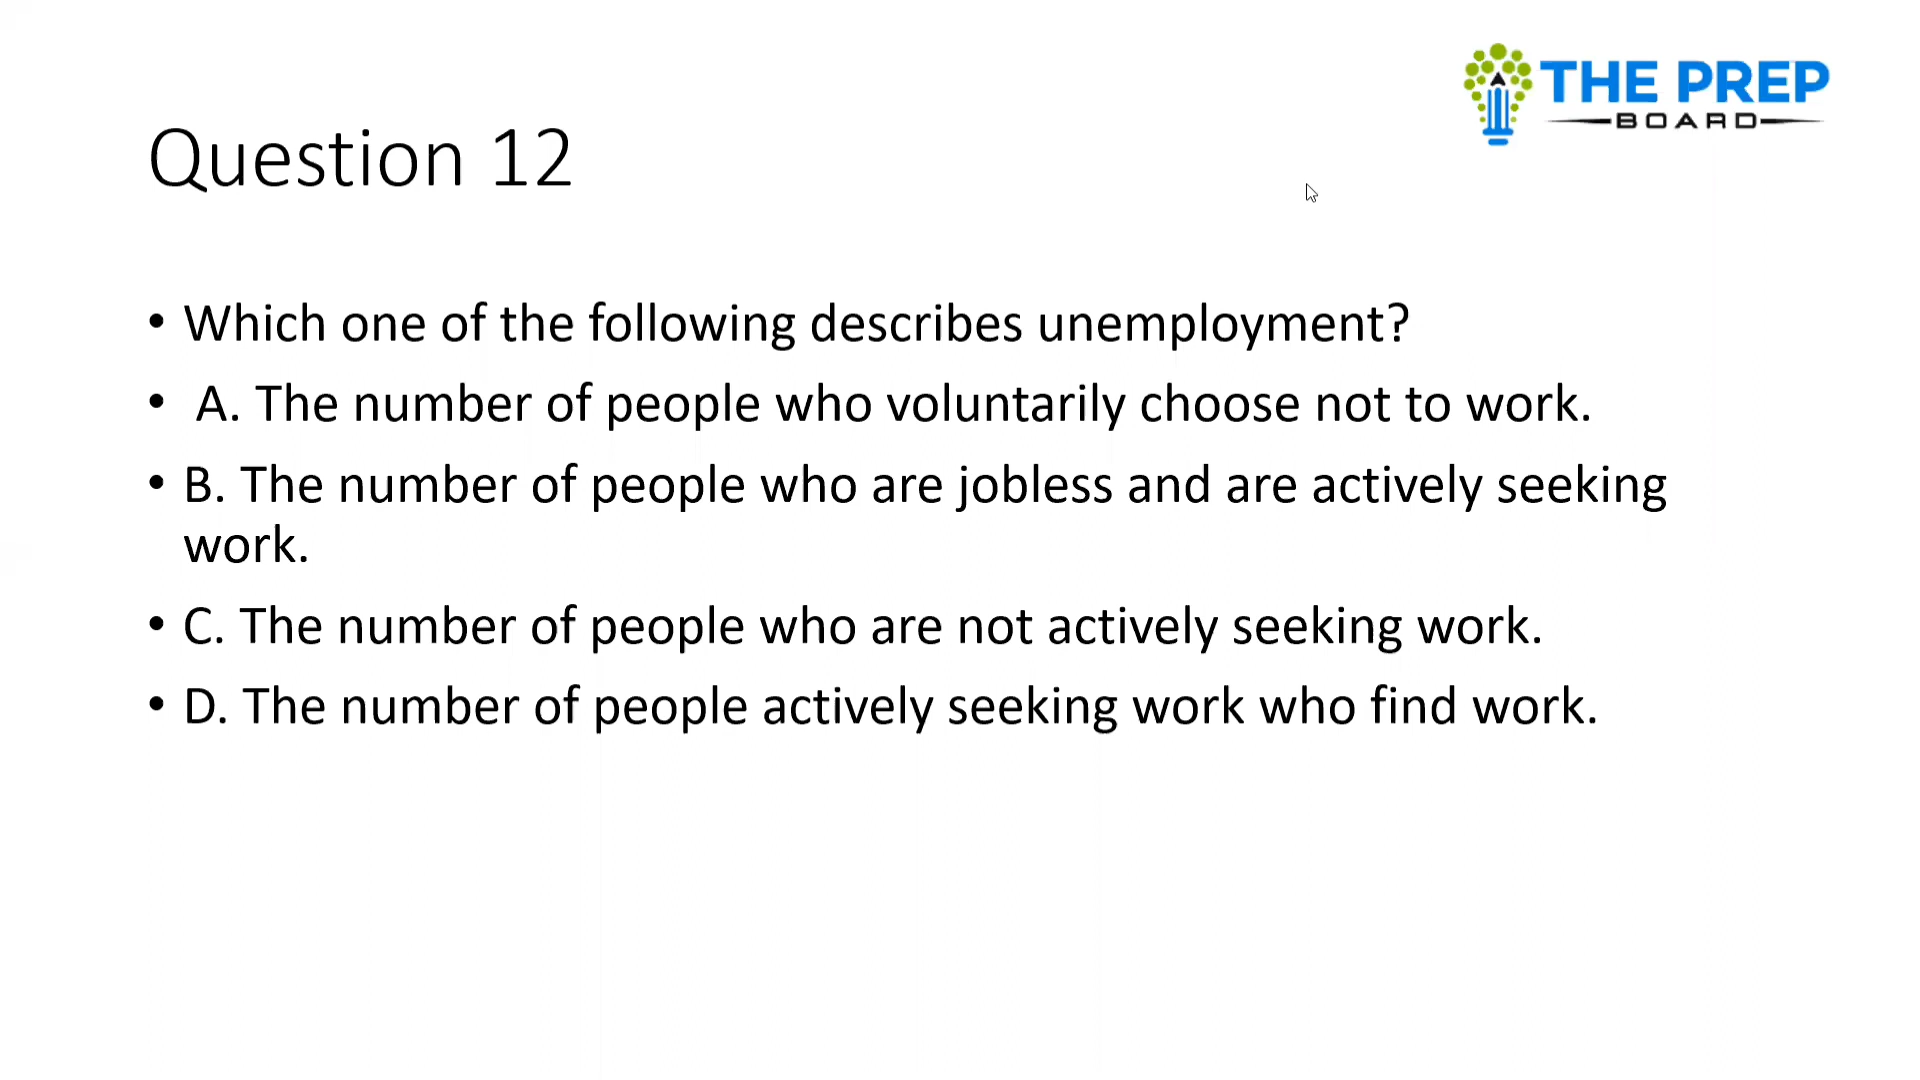 THE PREP
BOARD
Question 12
• Which one of the following describes unemployment?
• A. The number of people who voluntarily choose not to work.
• B. The number of people who are jobless and are actively seeking
work.
• C. The number of people who are not actively seeking work.
• D. The number of people actively seeking work who find work.